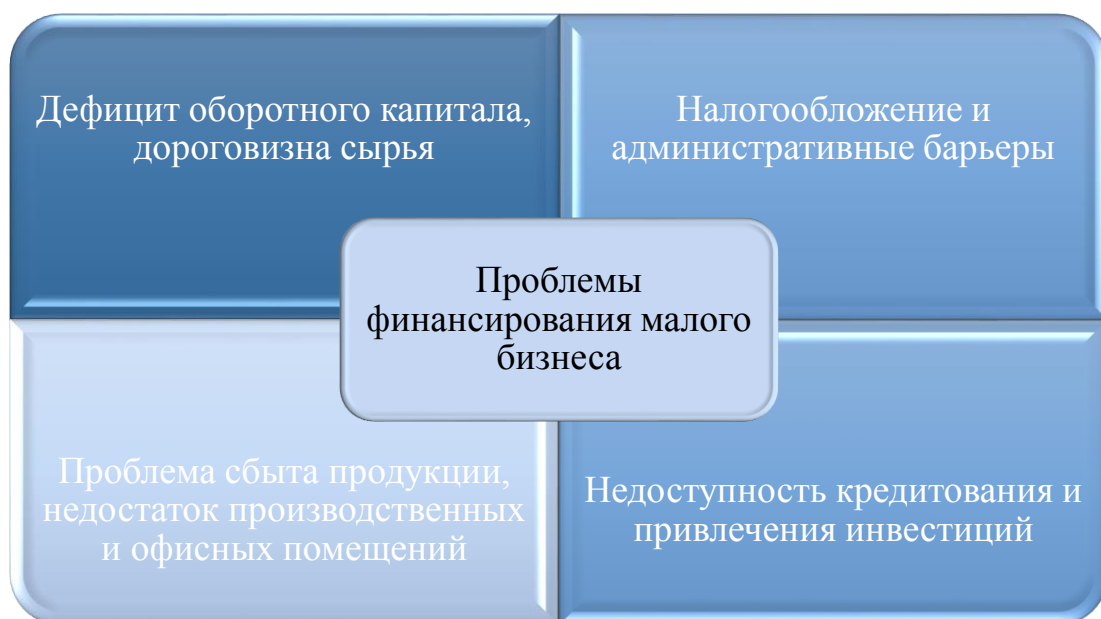 Дефицит оборотного капитала,
дороговизна сырья
Налогообложение и
административные барьеры
Проблемы
финансирования малого
бизнеса
Проблема сбыта продукции,
недостаток производственных
и офисных помещений
Недоступность кредитования и
привлечения инвестиций